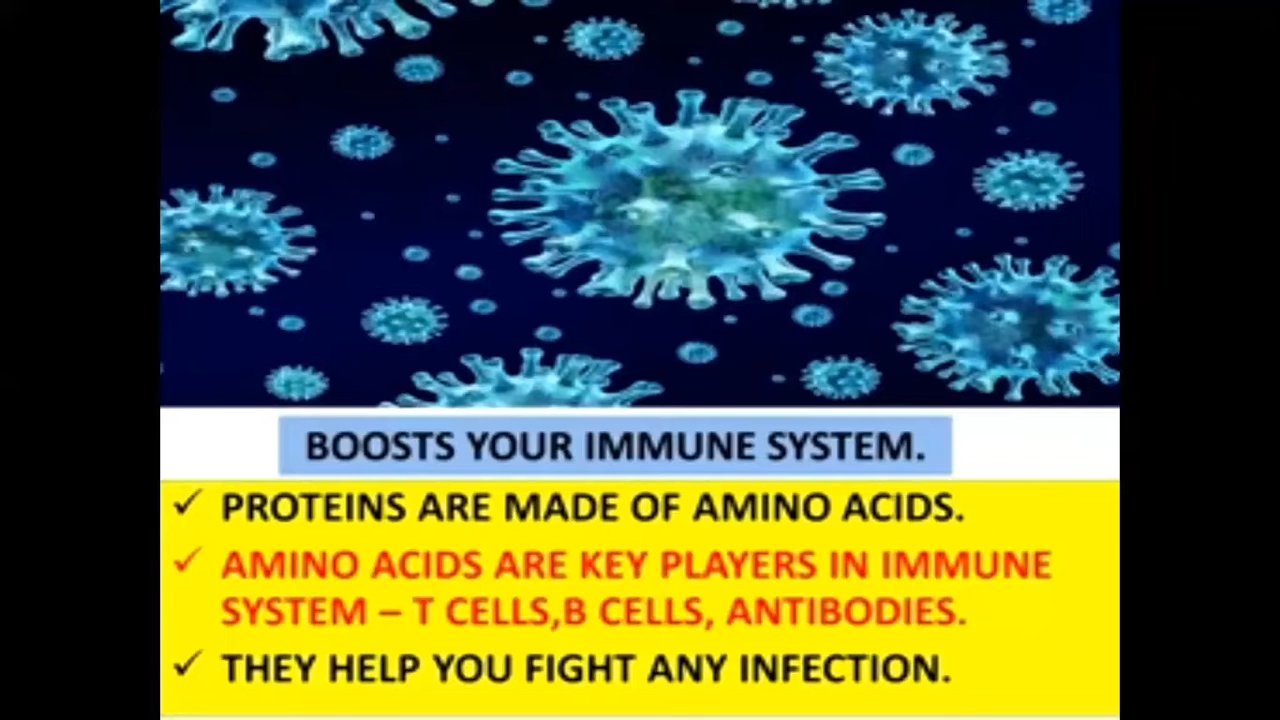 BOOSTS YOUR IMMUNE SYSTEM.
✓ PROTEINS ARE MADE OF AMINO ACIDS.
✓ AMINO ACIDS ARE KEY PLAYERS IN IMMUNE
SYSTEM – T CELLS,B CELLS, ANTIBODIES.
✓ THEY HELP YOU FIGHT ANY INFECTION.